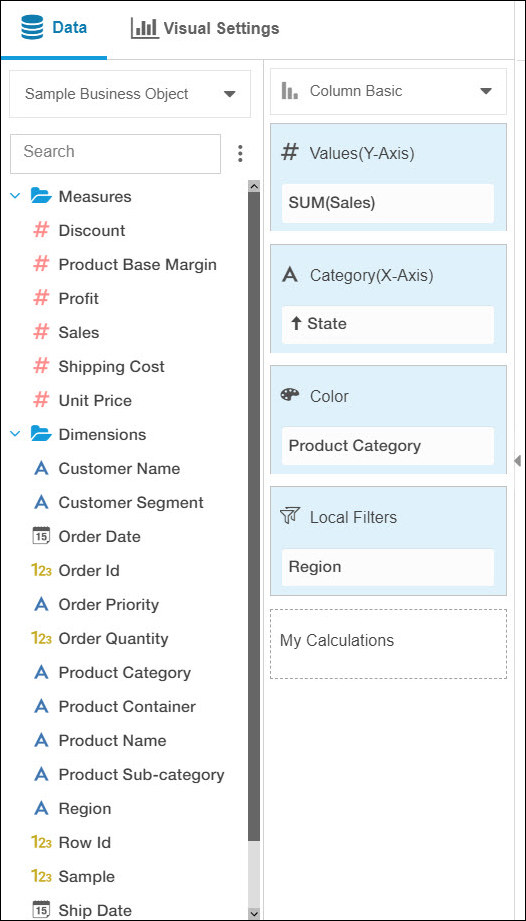 Data
Visual Settings
Sample Business Object
Search
Measures
Discount
Product Base Margin
Profit
Sales
Shipping Cost
Unit Price
Dimensions
Customer Name
Customer Segment
15 Order Date
123 Order Id
Order Priority
123 Order Quantity
Product Category
Product Container
Product Name
Product Sub-category
Region
123 Row Id
123 Sample
15 Ship Date
Column Basic
# Values(Y-Axis)
SUM(Sales)
A Category(X-Axis)
State
Color
Product Category
Local Filters
Region
My Calculations